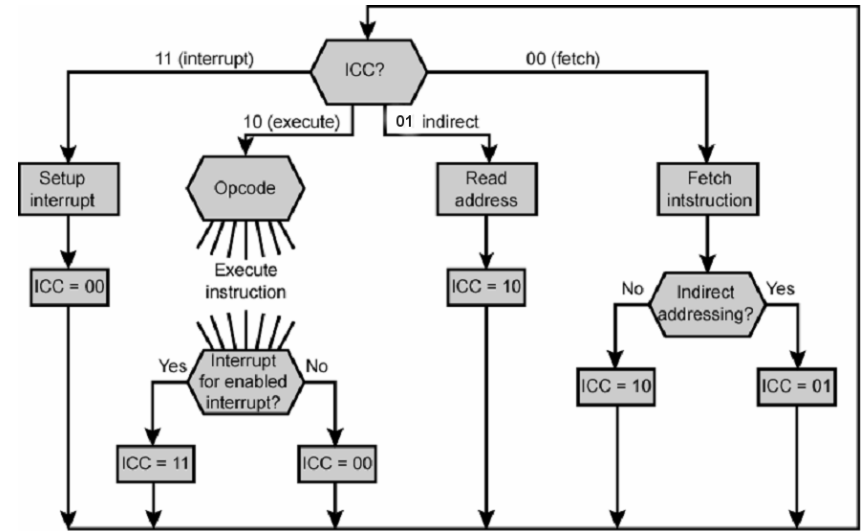 11 (interrupt)
ICC?
00 (fetch)
10 (execute)
01 indirect
Setup
interrupt
Opcode
Read
address
Fetch
intstruction
ICC = 00
Execute
instruction
ICC = 10
No
Indirect
addressing?
Yes
Yes
Interrupt
for enabled
interrupt?
No
ICC = 10
ICC = 01
ICC = 11
ICC = 00